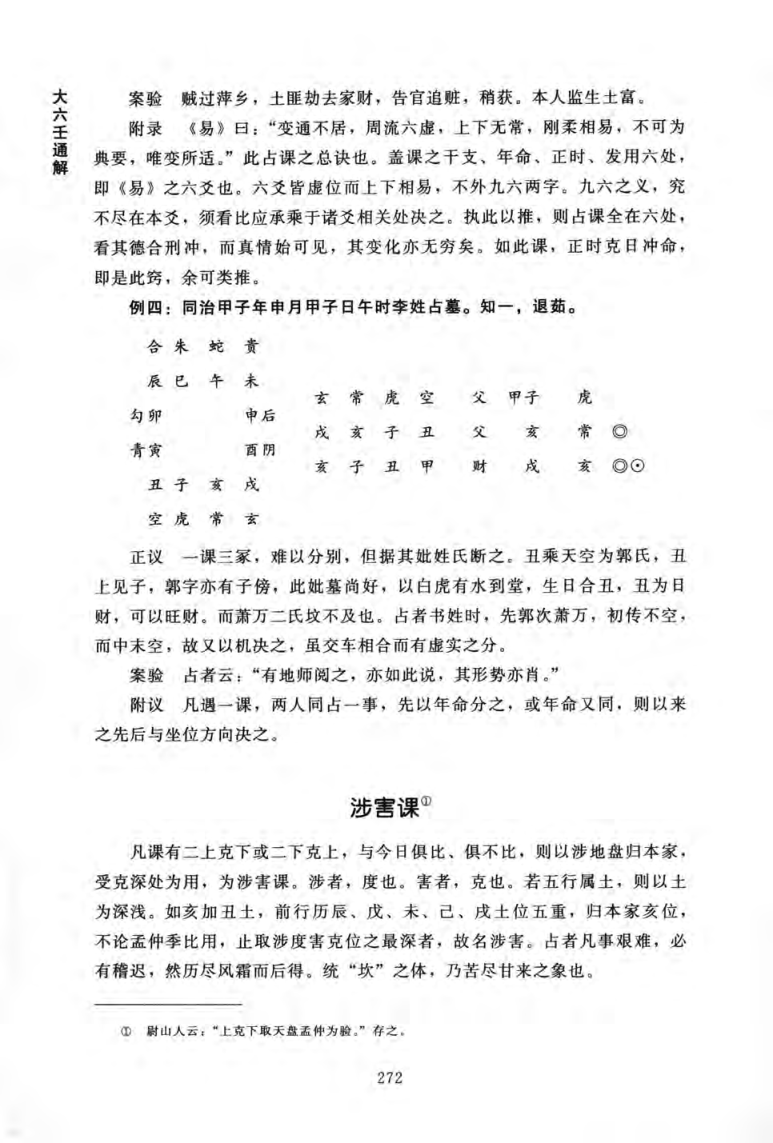 大六壬通解
案验　贼过萍乡，土匪劫去家财，告官追赃，稍获。本人监生土富。
附录　《易》曰：“变通不居，周流六虚，上下无常，刚柔相易，不可为
典要，唯变所适。”此占课之总诀也。盖课之干支、年命、正时、发用六处，
即《易》之六爻也。六爻皆虚位而上下相易，不外九六两字。九六之义，究
不尽在本爻，须看比应承乘于诸爻相关处决之。执此以推，则占课全在六处，
看其德合刑冲，而真情始可见，其变化亦无穷矣。如此课，正时克日冲命，
即是此窍，余可类推。
例四：同治甲子年申月甲子日午时李姓占墓。知一，退茹。
合 朱 蛇 贵
辰 巳 午 未
勾 卯 申 后
青 寅 酉 阴
丑 子 亥 戌
空 虎 常 玄
玄 常 虎 空 父 甲子 虎
戌 亥 子 丑 父 亥 常 ◎
亥 子 丑 甲 财 戌 亥 ◎⊙
正议　一课三冢，难以分别，但据其妣姓氏断之。丑乘天空为郭氏，丑
上见子，郭字亦有子傍，此妣墓尚好，以白虎有水到堂，生日合丑，丑为日
财，可以旺财。而萧万二氏坟不及也。占者书姓时，先郭次萧万，初传不空，
而中末空，故又以机决之，虽交车相合而有虚实之分。
案验　占者云：“有地师阅之，亦如此说，其形势亦肖。”
附议　凡遇一课，两人同占一事，先以年命分之，或年命又同，则以来
之先后与坐位方向决之。
涉害课①
凡课有二上克下或二下克上，与今日俱比、俱不比，则以涉地盘归本家，
受克深处为用，为涉害课。涉者，度也。害者，克也。若五行属土，则以土
为深浅。如亥加丑土，前行历辰、戊、未、己、戌土位五重，归本家亥位，
不论孟仲季比用，止取涉度害克位之最深者，故名涉害。占者凡事艰难，必
有稽迟，然历尽风霜而后得。统“坎”之体，乃苦尽甘来之象也。
① 尉山人云：“上克下取天盘孟仲为验。”存之。
272